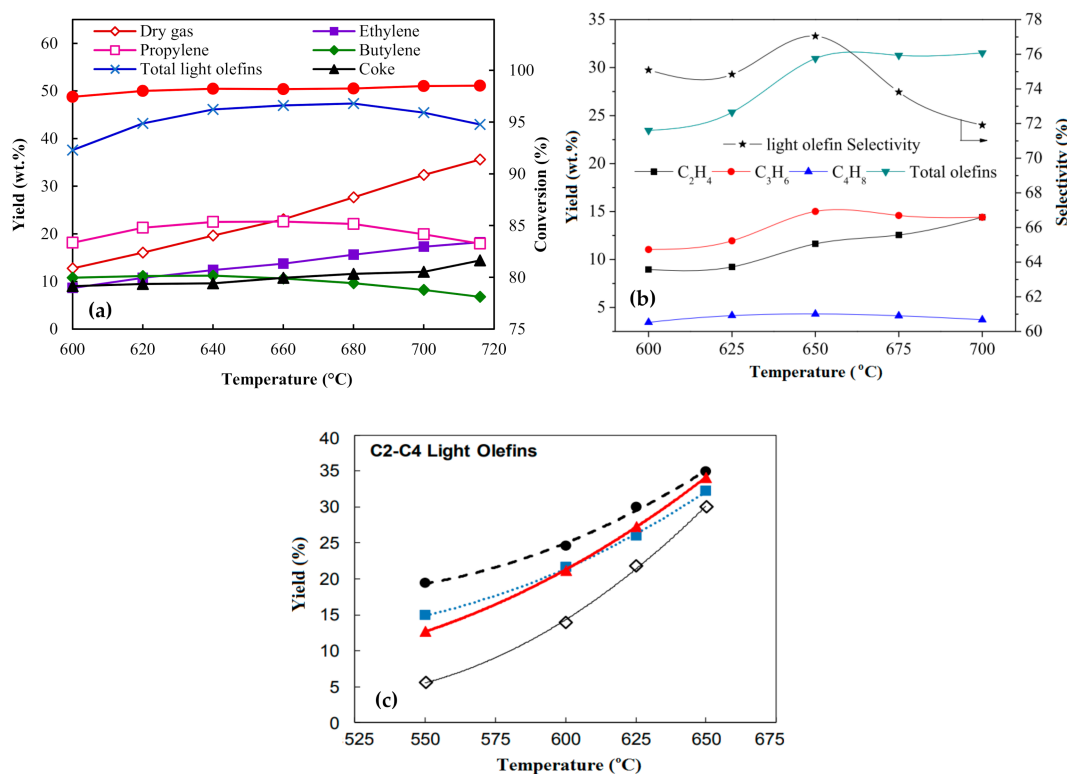 Dry gas Ethylene
Propylene Butylene
Total light olefins Coke
60
50
40
30
20
10
0
100
95
90
85
80
75
600 620 640 660 680 700 720
Yield (wt.%)
Conversion (%)
Temperature (°C)
(a)
35
30
25
20
15
10
5
78
76
74
72
70
68
66
64
62
60
light olefin Selectivity
C₂H₄ C₃H₆ C₄H₈ Total olefins
600 625 650 675 700
Yield (wt.%)
Selectivity (%)
Temperature (°C)
(b)
C2-C4 Light Olefins
40
35
30
25
20
15
10
5
0
525 550 575 600 625 650 675
Yield (%)
Temperature (°C)
(c)